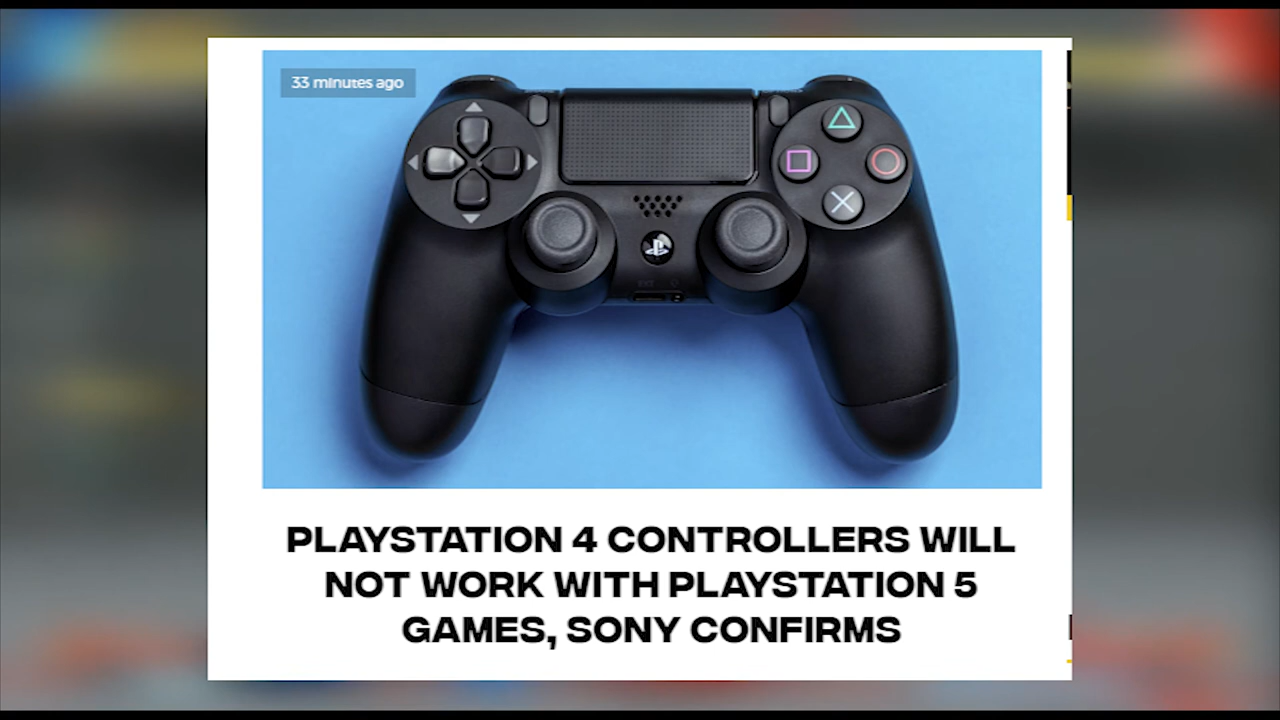 33 minutes ago
PLAYSTATION 4 CONTROLLERS WILL
NOT WORK WITH PLAYSTATION 5
GAMES, SONY CONFIRMS